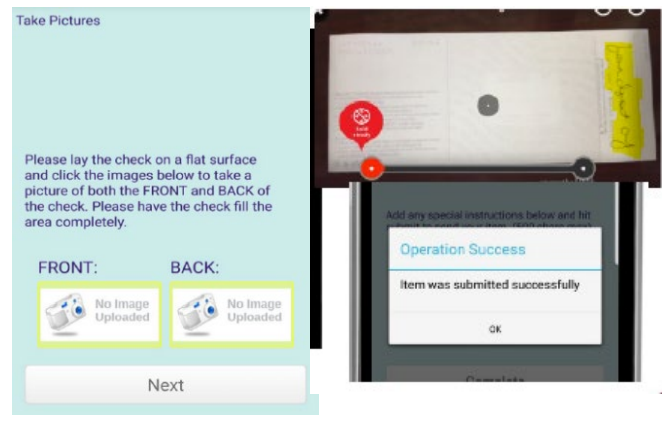 Take Pictures
Please lay the check on a flat surface
and click the images below to take a
picture of both the FRONT and BACK of
the check. Please have the check fill the
area completely.
FRONT:
BACK:
No Image
Uploaded
No Image
Uploaded
Next
hold
steady
Add any special instructions below and hit
Operation Success
Item was submitted successfully
OK
Complete